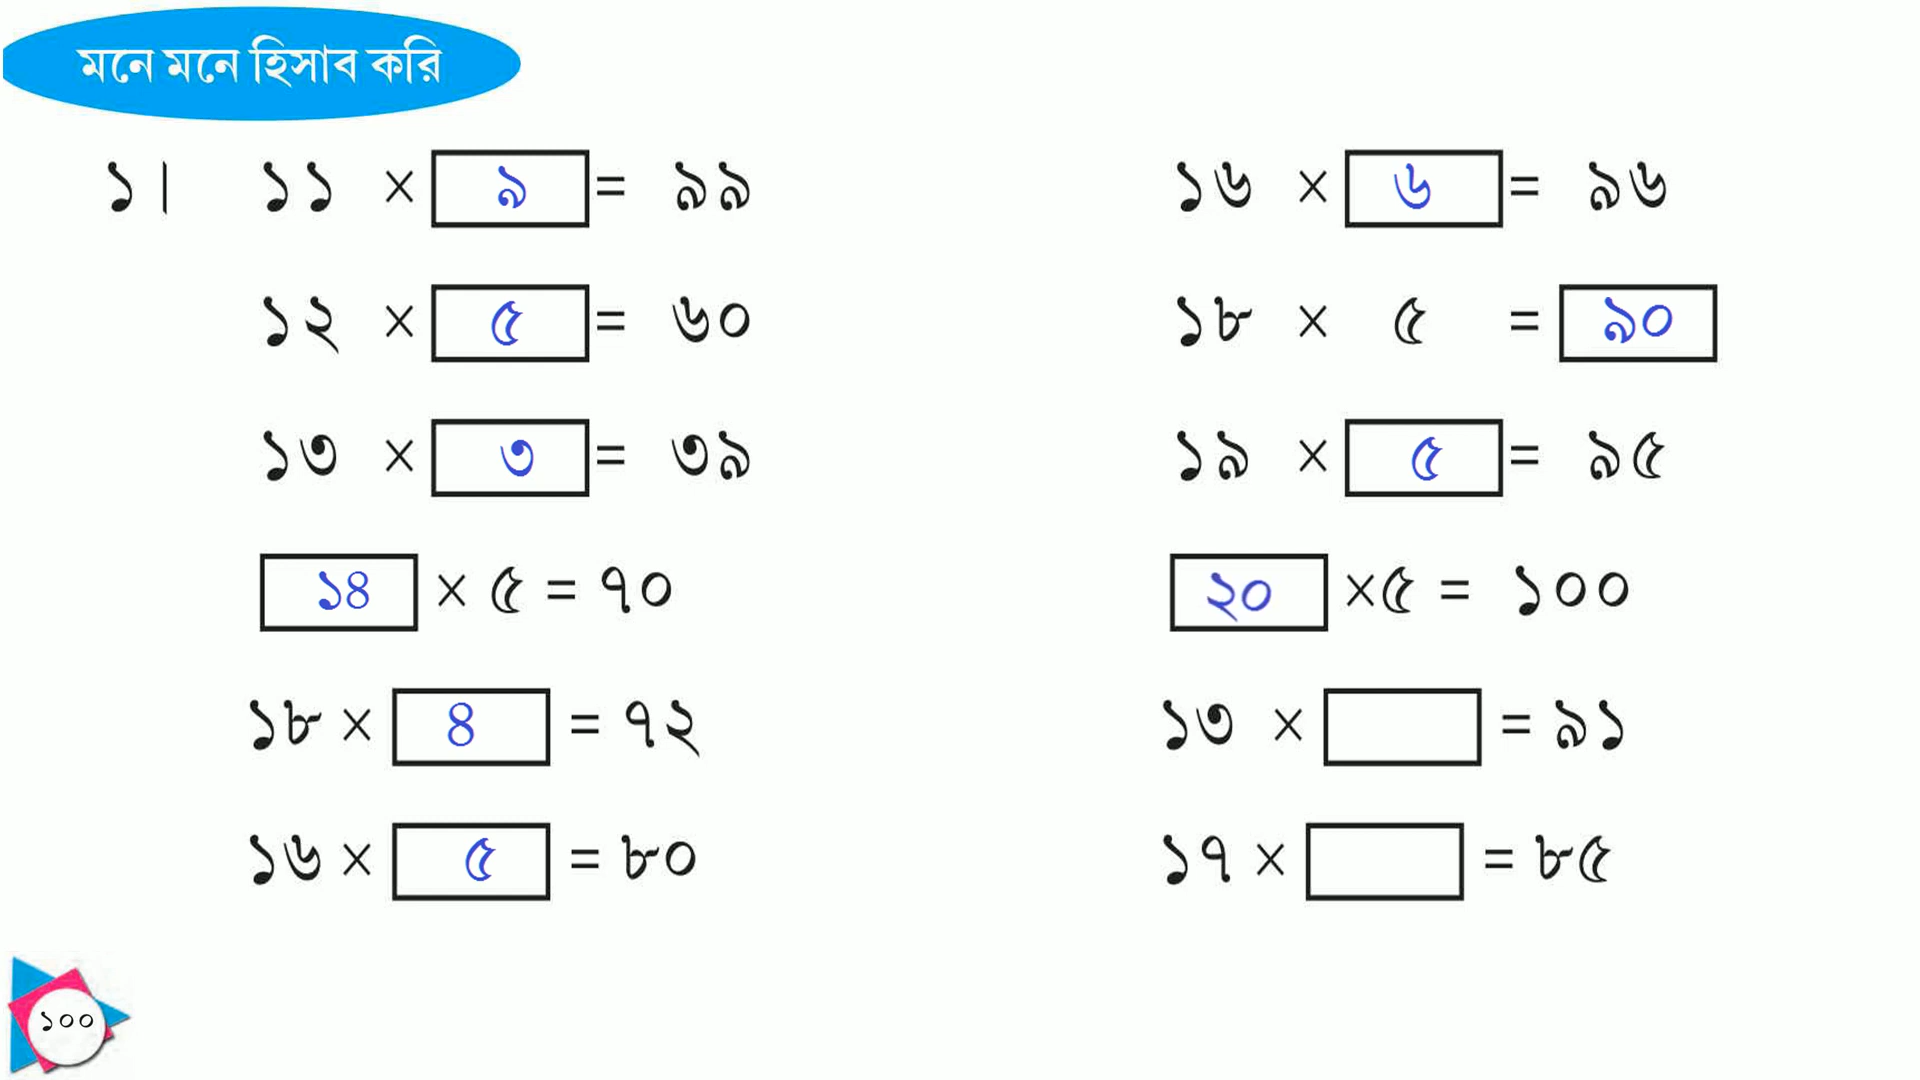 মনে মনে হিসাব করি
১। ১১ × ৯ = ৯৯
১২ × ৫ = ৬০
১৩ × ৩ = ৩৯
১৪ × ৫ = ৭০
১৮ × ৪ = ৭২
১৬ × ৫ = ৮০
১৬ × ৬ = ৯৬
১৮ × ৫ = ৯০
১৯ × ৫ = ৯৫
২০ ×৫ = ১০০
১৩ × = ৯১
১৭ × = ৮৫
১০০